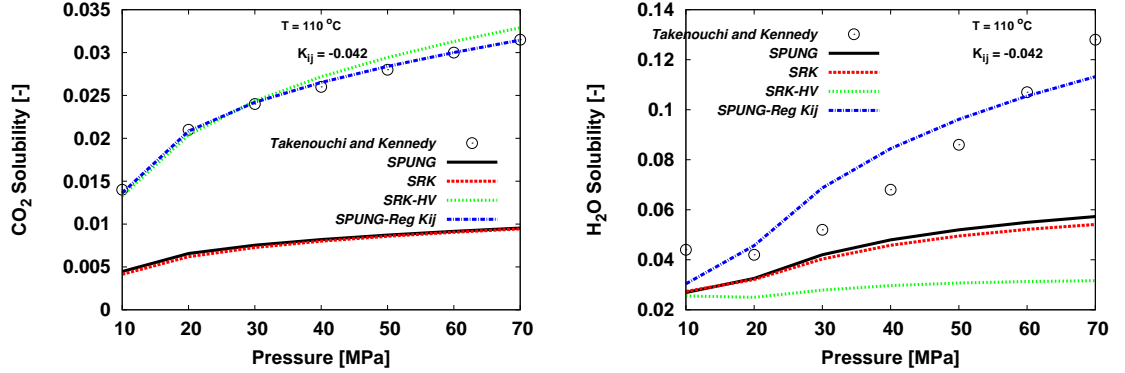 0.035
0.03
0.025
0.02
0.015
0.01
0.005
0
10 20 30 40 50 60 70
CO2 Solubility [-]
Pressure [MPa]
T = 110 oC
Kij = -0.042
Takenouchi and Kennedy
SPUNG
SRK
SRK-HV
SPUNG-Reg Kij
0.14
0.12
0.1
0.08
0.06
0.04
0.02
10 20 30 40 50 60 70
H2O Solubility [-]
Pressure [MPa]
T = 110 oC
Kij = -0.042
Takenouchi and Kennedy
SPUNG
SRK
SRK-HV
SPUNG-Reg Kij